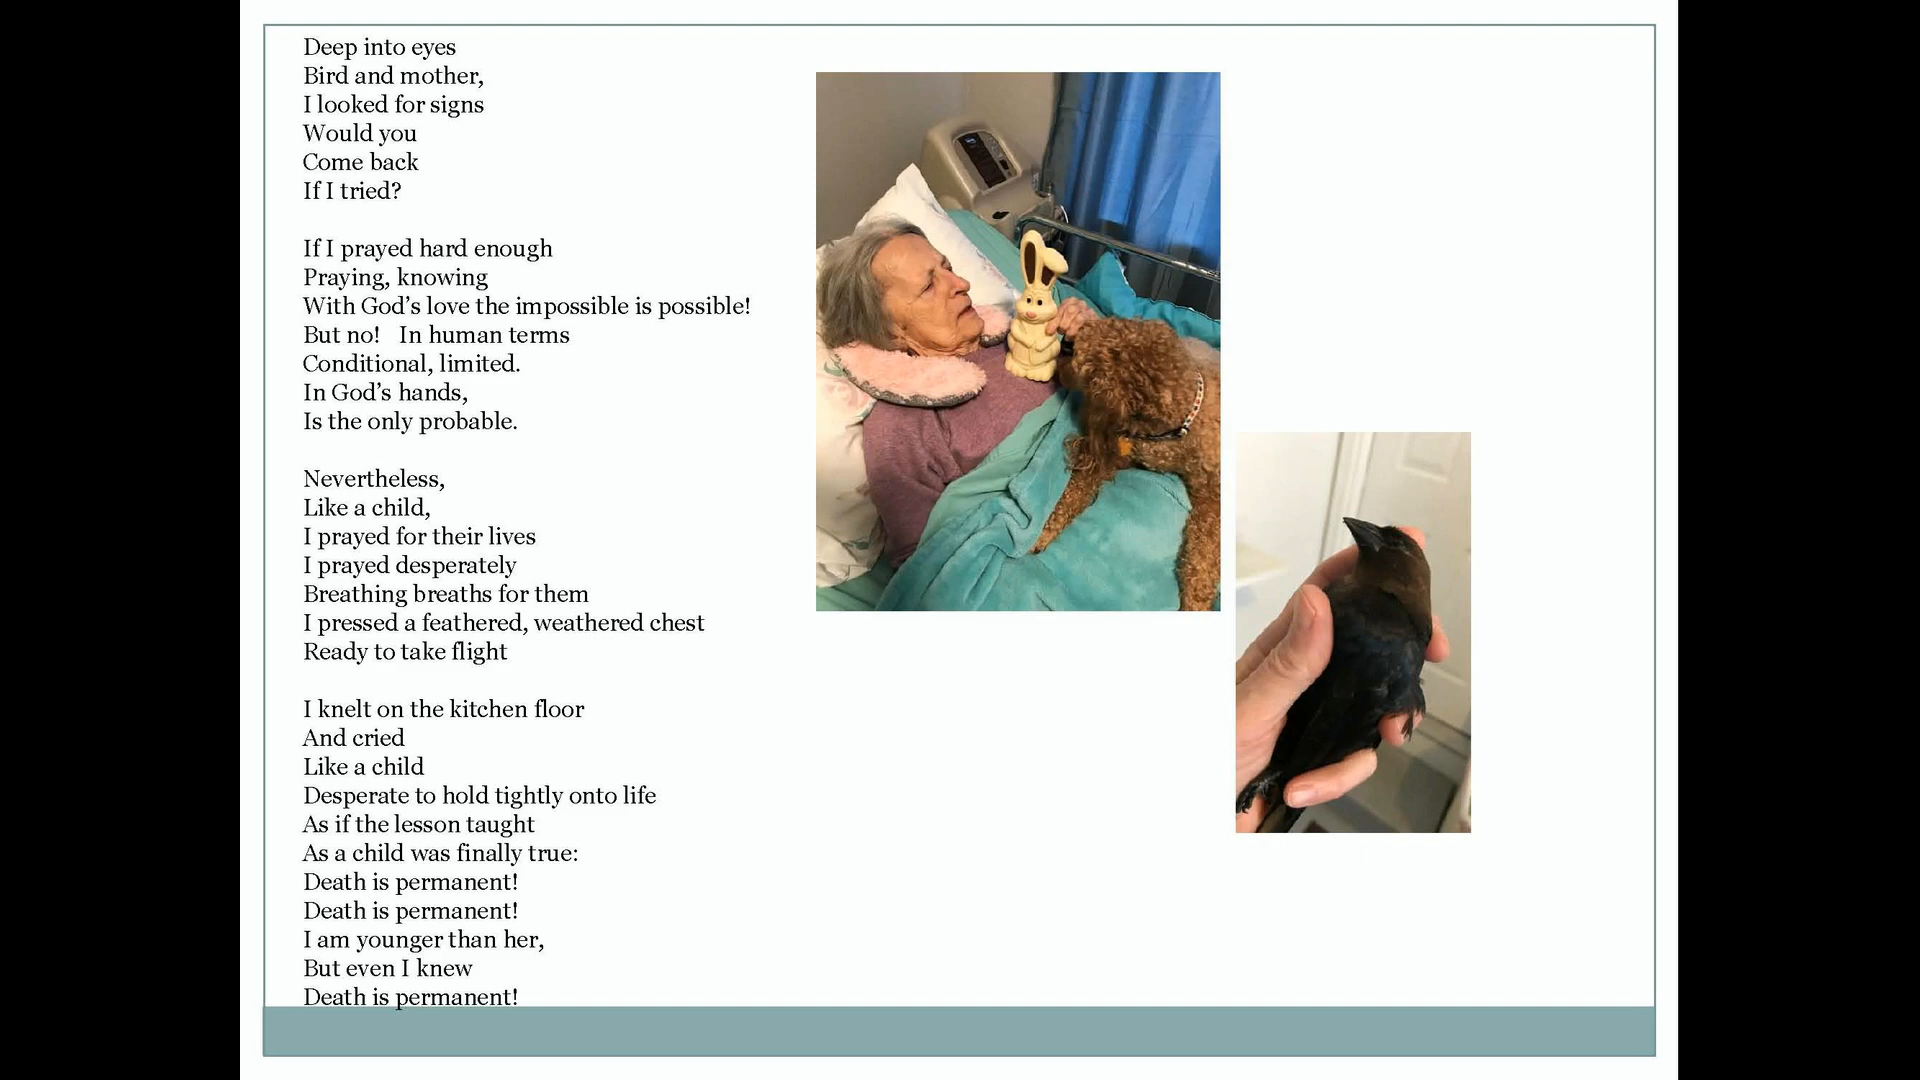 Deep into eyes
Bird and mother,
I looked for signs
Would you
Come back
If I tried?
If I prayed hard enough
Praying, knowing
With God’s love the impossible is possible!
But no!   In human terms
Conditional, limited.
In God’s hands,
Is the only probable.
Nevertheless,
Like a child,
I prayed for their lives
I prayed desperately
Breathing breaths for them
I pressed a feathered, weathered chest
Ready to take flight
I knelt on the kitchen floor
And cried
Like a child
Desperate to hold tightly onto life
As if the lesson taught
As a child was finally true:
Death is permanent!
Death is permanent!
I am younger than her,
But even I knew
Death is permanent!